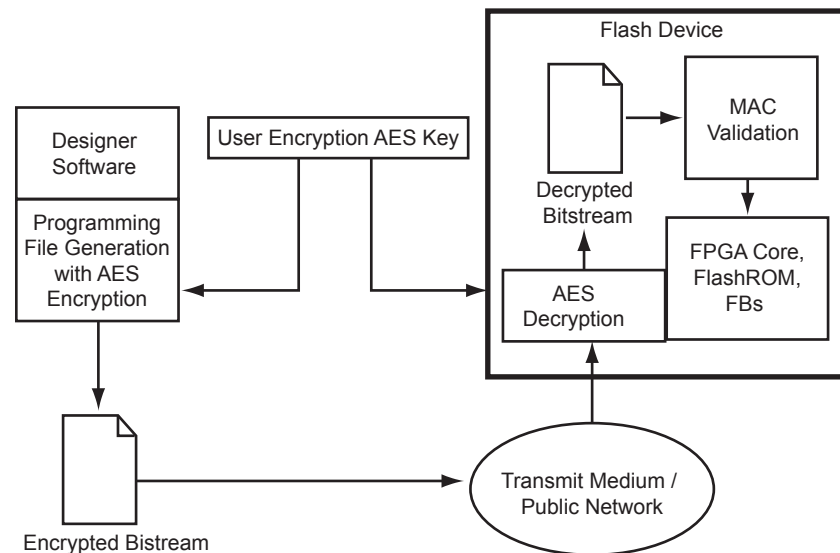 Flash Device
MAC
Validation
User Encryption AES Key
Designer
Software
Decrypted
Bitstream
Programming
File Generation
with AES
Encryption
FPGA Core,
FlashROM,
FBs
AES
Decryption
Transmit Medium /
Public Network
Encrypted Bistream